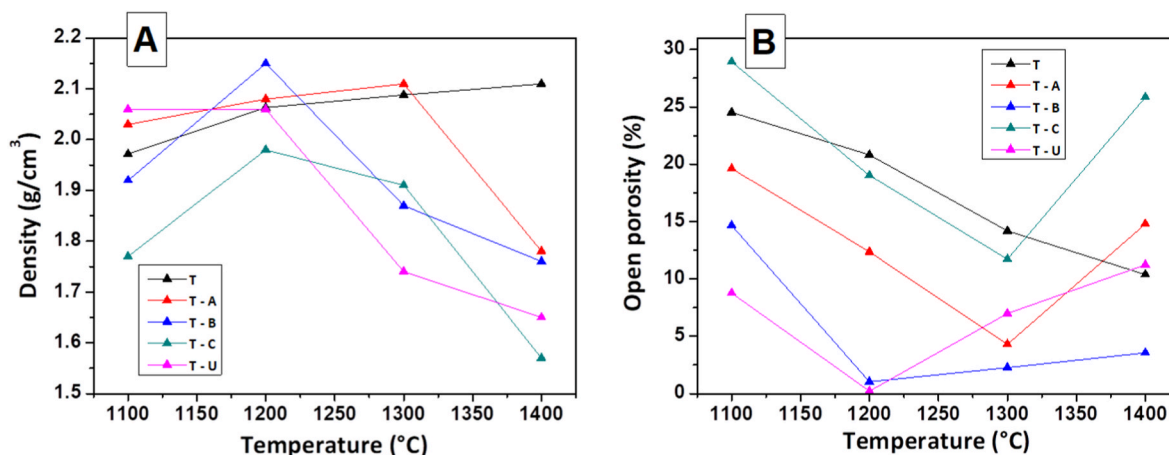 A
Density (g/cm³)
2.2
2.1
2.0
1.9
1.8
1.7
1.6
1.5
T
T - A
T - B
T - C
T - U
1100 1150 1200 1250 1300 1350 1400
Temperature (°C)
B
Open porosity (%)
30
25
20
15
10
5
0
T
T - A
T - B
T - C
T - U
1100 1150 1200 1250 1300 1350 1400
Temperature (°C)